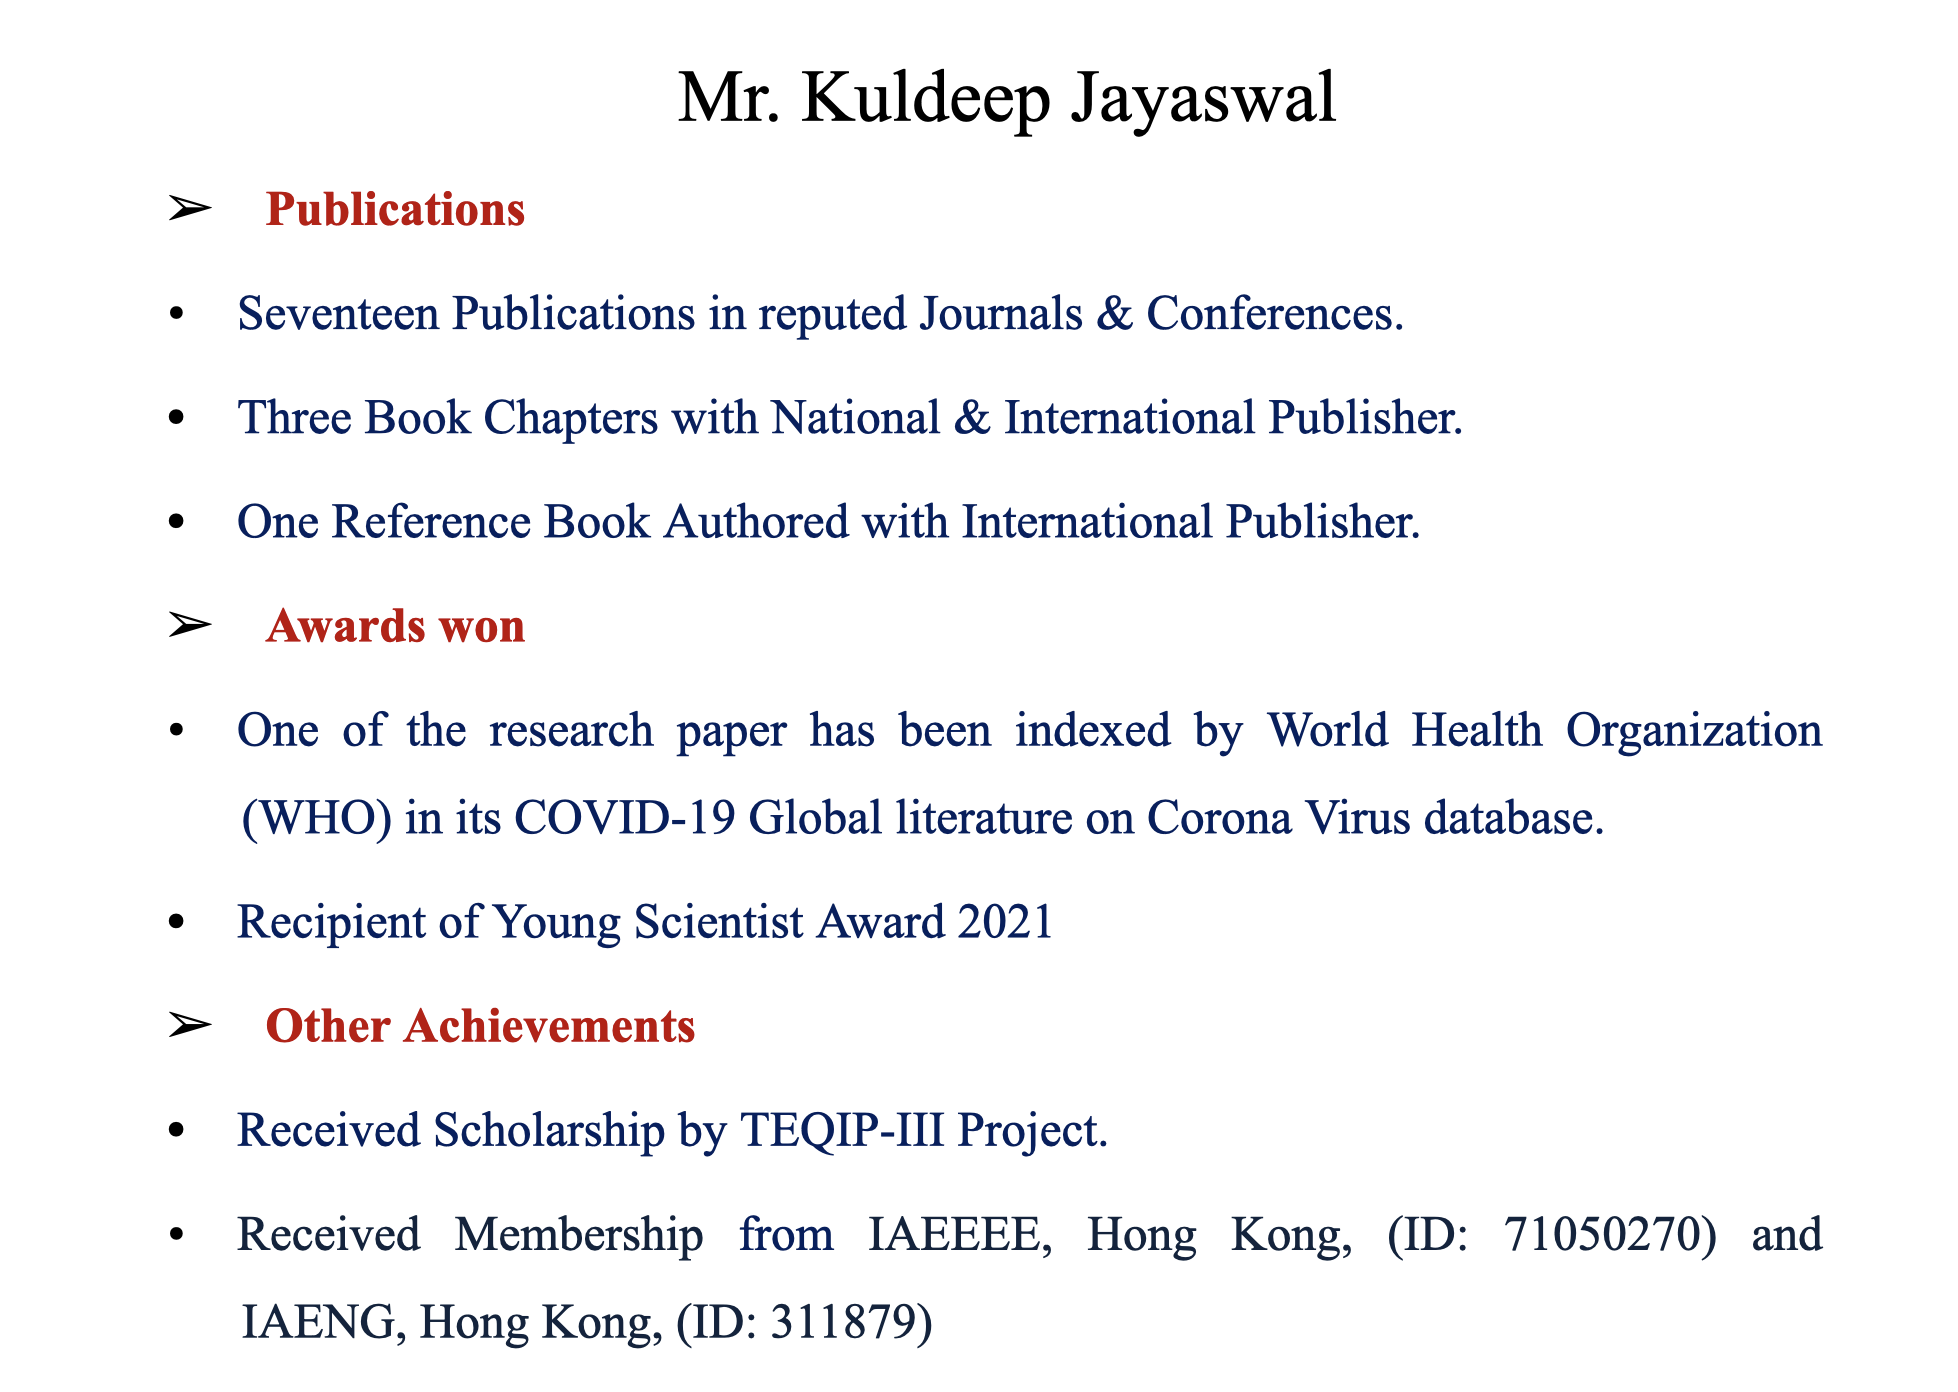 Mr. Kuldeep Jayaswal
➢ Publications
• Seventeen Publications in reputed Journals & Conferences.
• Three Book Chapters with National & International Publisher.
• One Reference Book Authored with International Publisher.
➢ Awards won
• One of the research paper has been indexed by World Health Organization
(WHO) in its COVID-19 Global literature on Corona Virus database.
• Recipient of Young Scientist Award 2021
➢ Other Achievements
• Received Scholarship by TEQIP-III Project.
• Received Membership from IAEEEE, Hong Kong, (ID: 71050270) and
IAENG, Hong Kong, (ID: 311879)